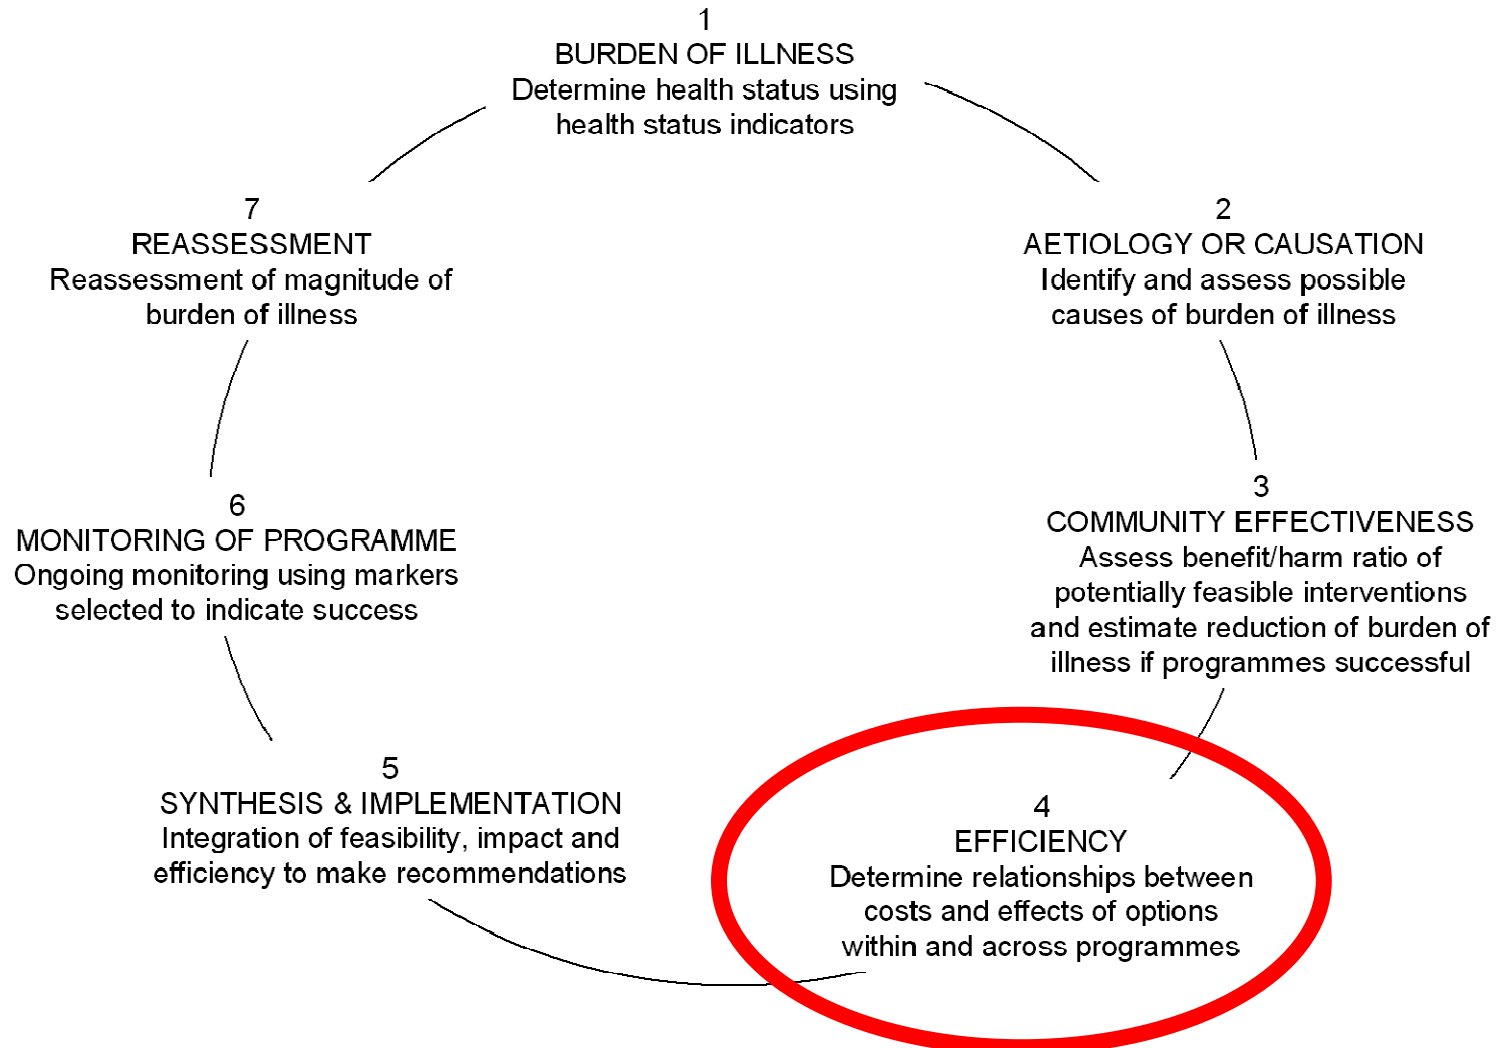 1
BURDEN OF ILLNESS
Determine health status using
health status indicators
2
AETIOLOGY OR CAUSATION
Identify and assess possible
causes of burden of illness
3
COMMUNITY EFFECTIVENESS
Assess benefit/harm ratio of
potentially feasible interventions
and estimate reduction of burden of
illness if programmes successful
4
EFFICIENCY
Determine relationships between
costs and effects of options
within and across programmes
5
SYNTHESIS & IMPLEMENTATION
Integration of feasibility, impact and
efficiency to make recommendations
6
MONITORING OF PROGRAMME
Ongoing monitoring using markers
selected to indicate success
7
REASSESSMENT
Reassessment of magnitude of
burden of illness